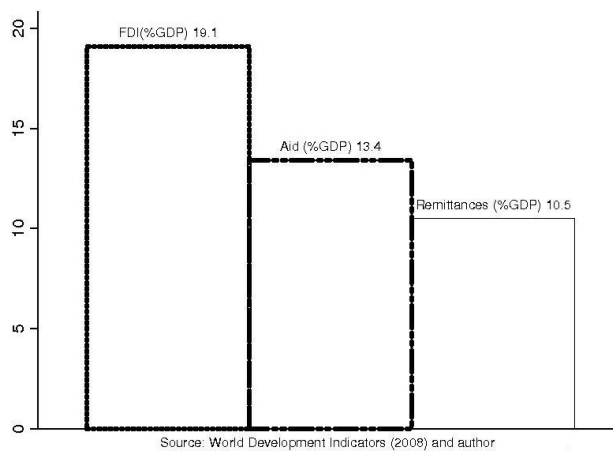 20
FDI(%GDP) 19.1
15
Aid (%GDP) 13.4
Remittances (%GDP) 10.5
10
5
0
Source: World Development Indicators (2008) and author